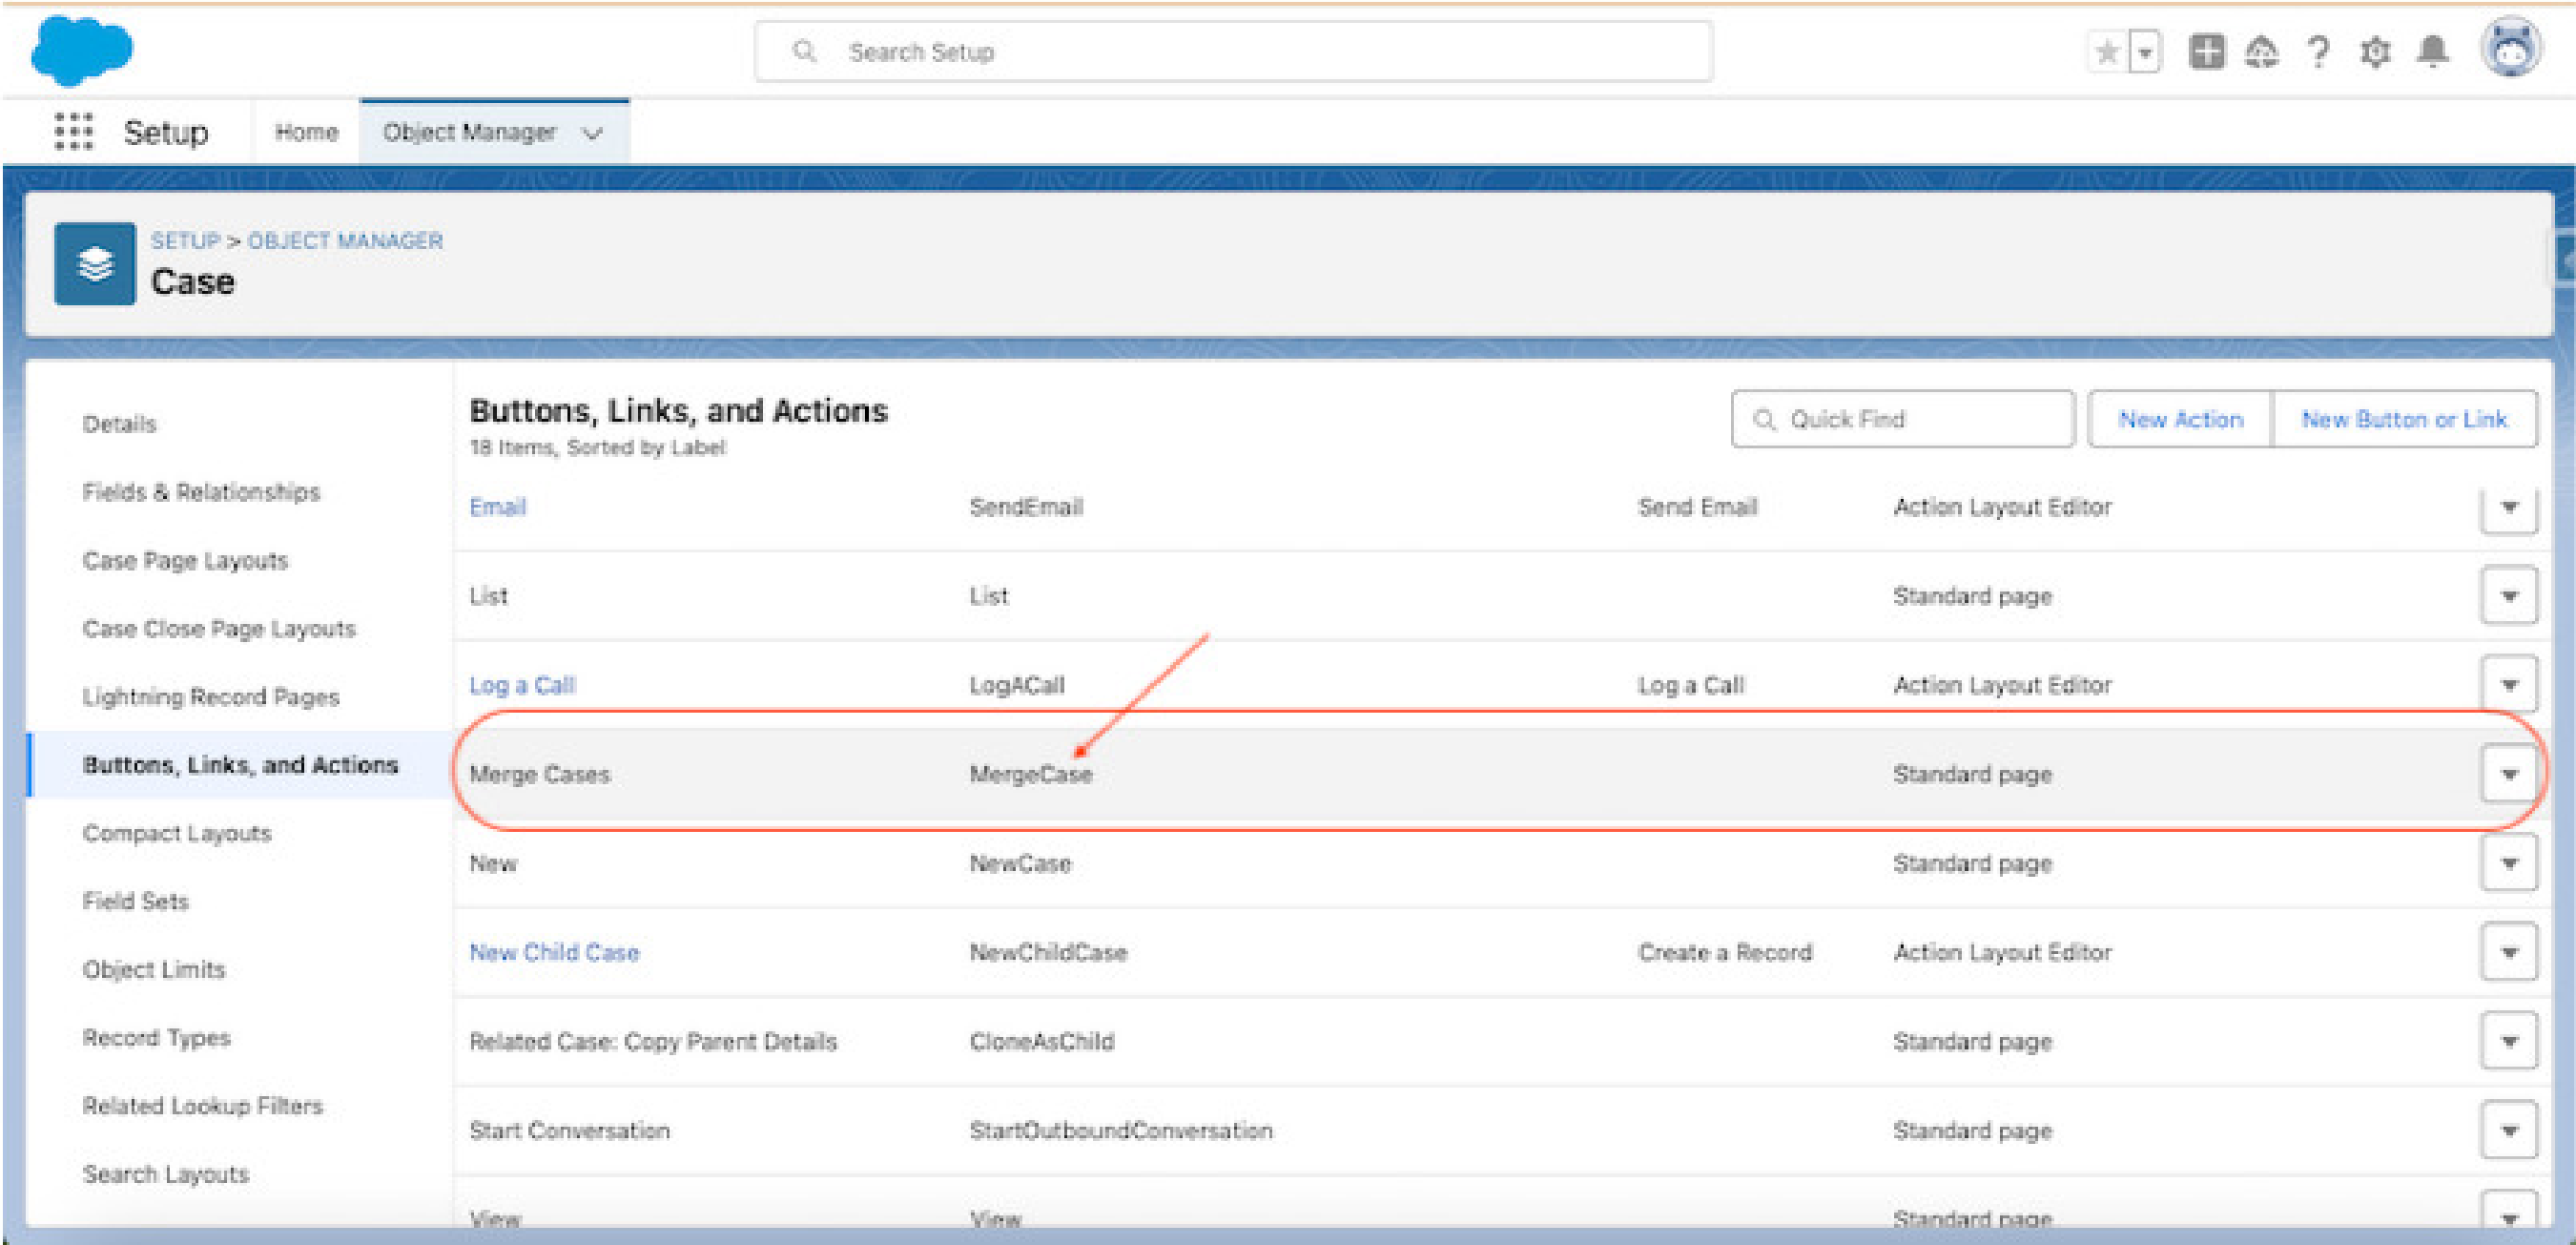 Search Setup
Setup
Home
Object Manager
SETUP > OBJECT MANAGER
Case
Details
Fields & Relationships
Case Page Layouts
Case Close Page Layouts
Lightning Record Pages
Buttons, Links, and Actions
Compact Layouts
Field Sets
Object Limits
Record Types
Related Lookup Filters
Search Layouts
Buttons, Links, and Actions
18 Items, Sorted by Label
Quick Find
New Action
New Button or Link
Email SendEmail Send Email Action Layout Editor
List List Standard page
Log a Call LogACall Log a Call Action Layout Editor
Merge Cases MergeCase Standard page
New NewCase Standard page
New Child Case NewChildCase Create a Record Action Layout Editor
Related Case: Copy Parent Details CloneAsChild Standard page
Start Conversation StartOutboundConversation Standard page
View View Standard page